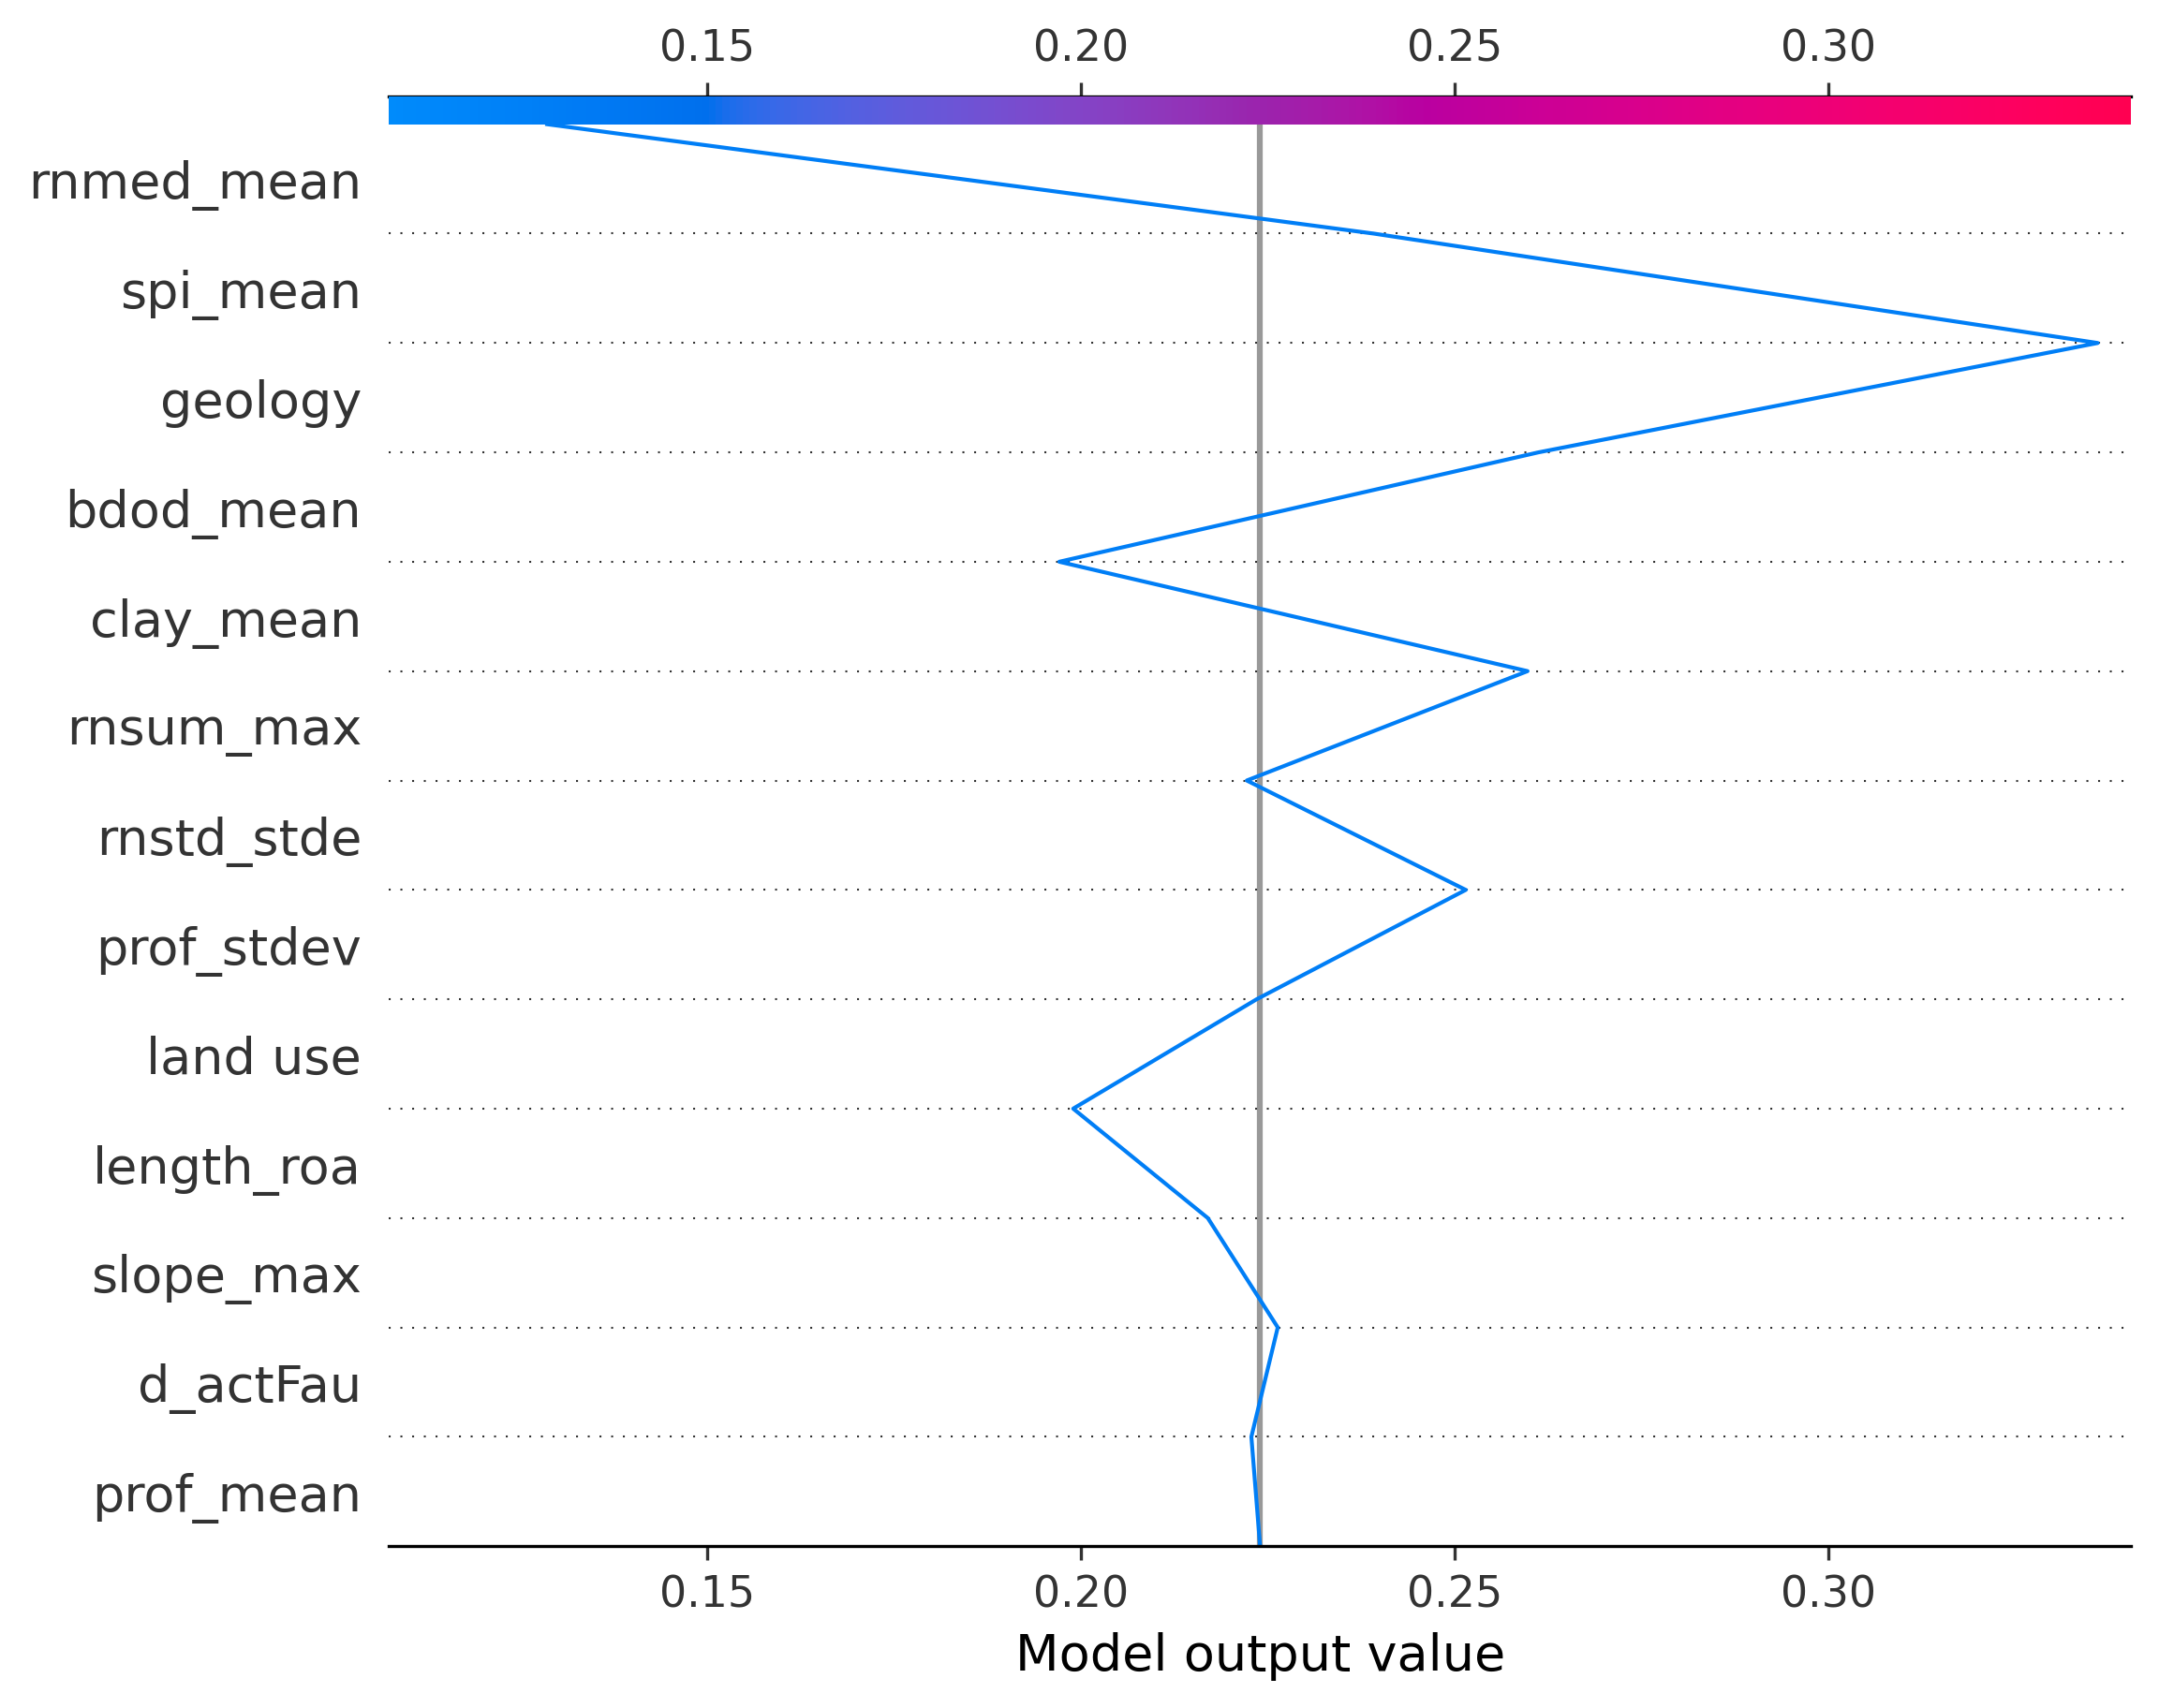 0.15 0.20 0.25 0.30
rnmed_mean
spi_mean
geology
bdod_mean
clay_mean
rnsum_max
rnstd_stde
prof_stdev
land use
length_roa
slope_max
d_actFau
prof_mean
0.15 0.20 0.25 0.30
Model output value